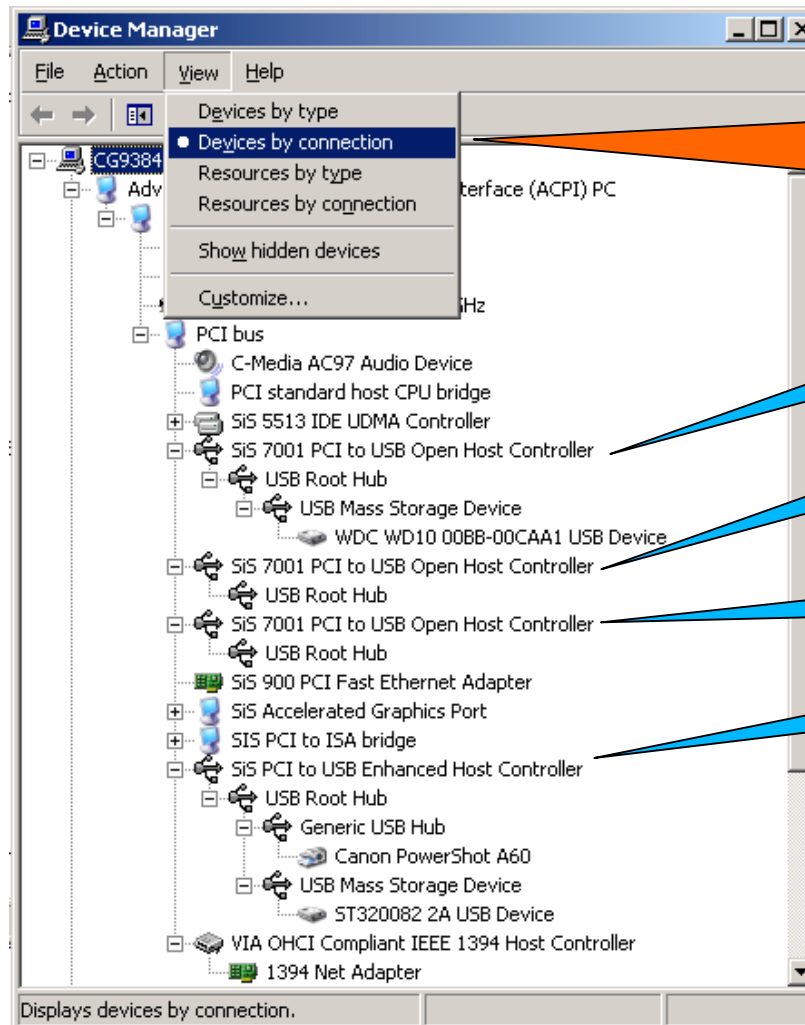 Device Manager
File Action View Help
Devices by type
Devices by connection
Resources by type
Resources by connection
Show hidden devices
Customize...
CG9384
Adv terface (ACPI) PC
GHz
PCI bus
C-Media AC97 Audio Device
PCI standard host CPU bridge
SiS 5513 IDE UDMA Controller
SiS 7001 PCI to USB Open Host Controller
USB Root Hub
USB Mass Storage Device
WDC WD10 00BB-00CAA1 USB Device
SiS 7001 PCI to USB Open Host Controller
USB Root Hub
SiS 7001 PCI to USB Open Host Controller
USB Root Hub
SiS 900 PCI Fast Ethernet Adapter
SiS Accelerated Graphics Port
SIS PCI to ISA bridge
SiS PCI to USB Enhanced Host Controller
USB Root Hub
Generic USB Hub
Canon PowerShot A60
USB Mass Storage Device
ST320082 2A USB Device
VIA OHCI Compliant IEEE 1394 Host Controller
1394 Net Adapter
Displays devices by connection.